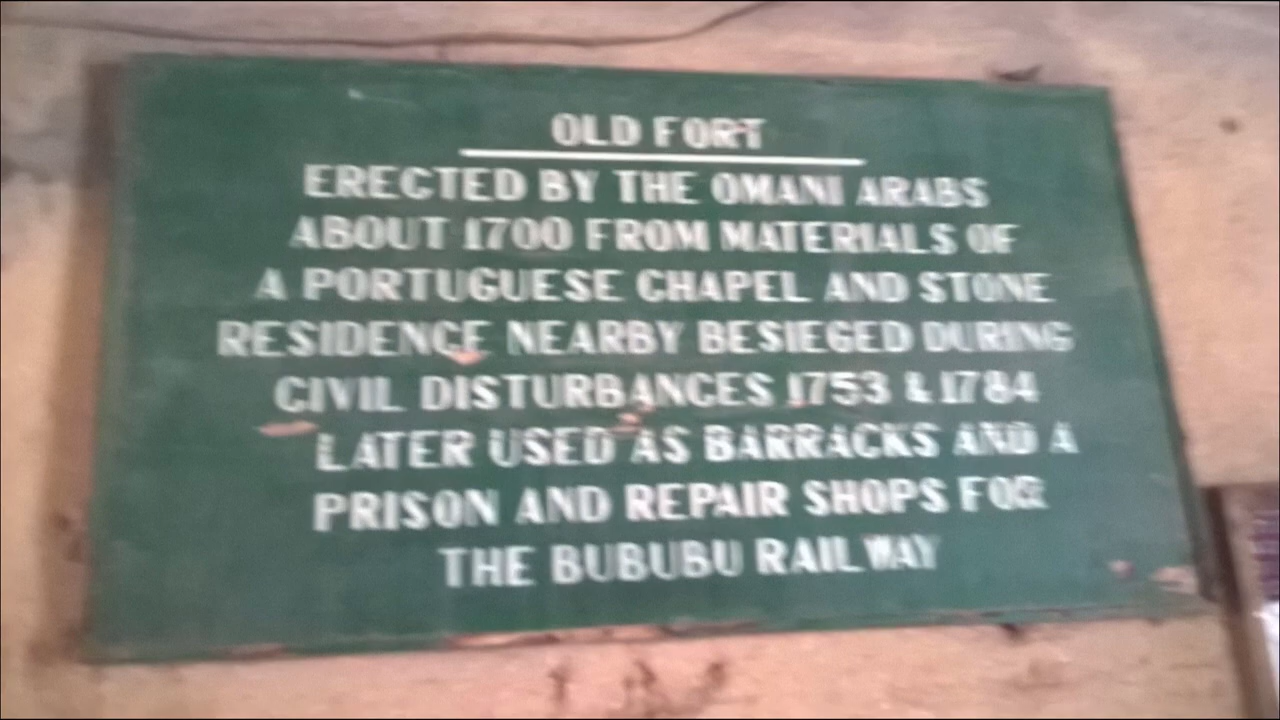 OLD FORT
ERECTED BY THE OMANI ARABS
ABOUT 1700 FROM MATERIALS OF
A PORTUGUESE CHAPEL AND STONE
RESIDENCE NEARBY BESIEGED DURING
CIVIL DISTURBANCES 1753 & 1784
LATER USED AS BARRACKS AND A
PRISON AND REPAIR SHOPS FOR
THE BUBUBU RAILWAY